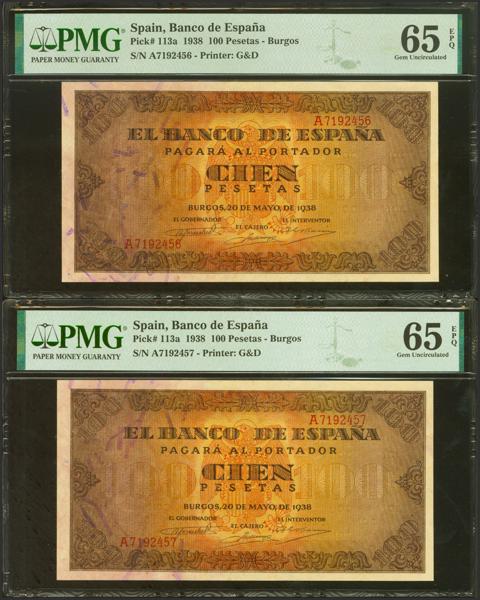 PMG
PAPER MONEY GUARANTY
Spain, Banco de España
Pick# 113a 1938 100 Pesetas - Burgos
S/N A7192456 - Printer: G&D
65 EPQ
Gem Uncirculated
A7192456
EL BANCO DE ESPAÑA
PAGARÁ AL PORTADOR
100 CIEN 100
PESETAS
BURGOS, 20 DE MAYO, DE 1938
EL GOBERNADOR EL INTERVENTOR
EL CAJERO
A7192456
PMG
PAPER MONEY GUARANTY
Spain, Banco de España
Pick# 113a 1938 100 Pesetas - Burgos
S/N A7192457 - Printer: G&D
65 EPQ
Gem Uncirculated
A7192457
EL BANCO DE ESPAÑA
PAGARÁ AL PORTADOR
100 CIEN 100
PESETAS
BURGOS, 20 DE MAYO, DE 1938
EL GOBERNADOR EL INTERVENTOR
EL CAJERO
A7192457